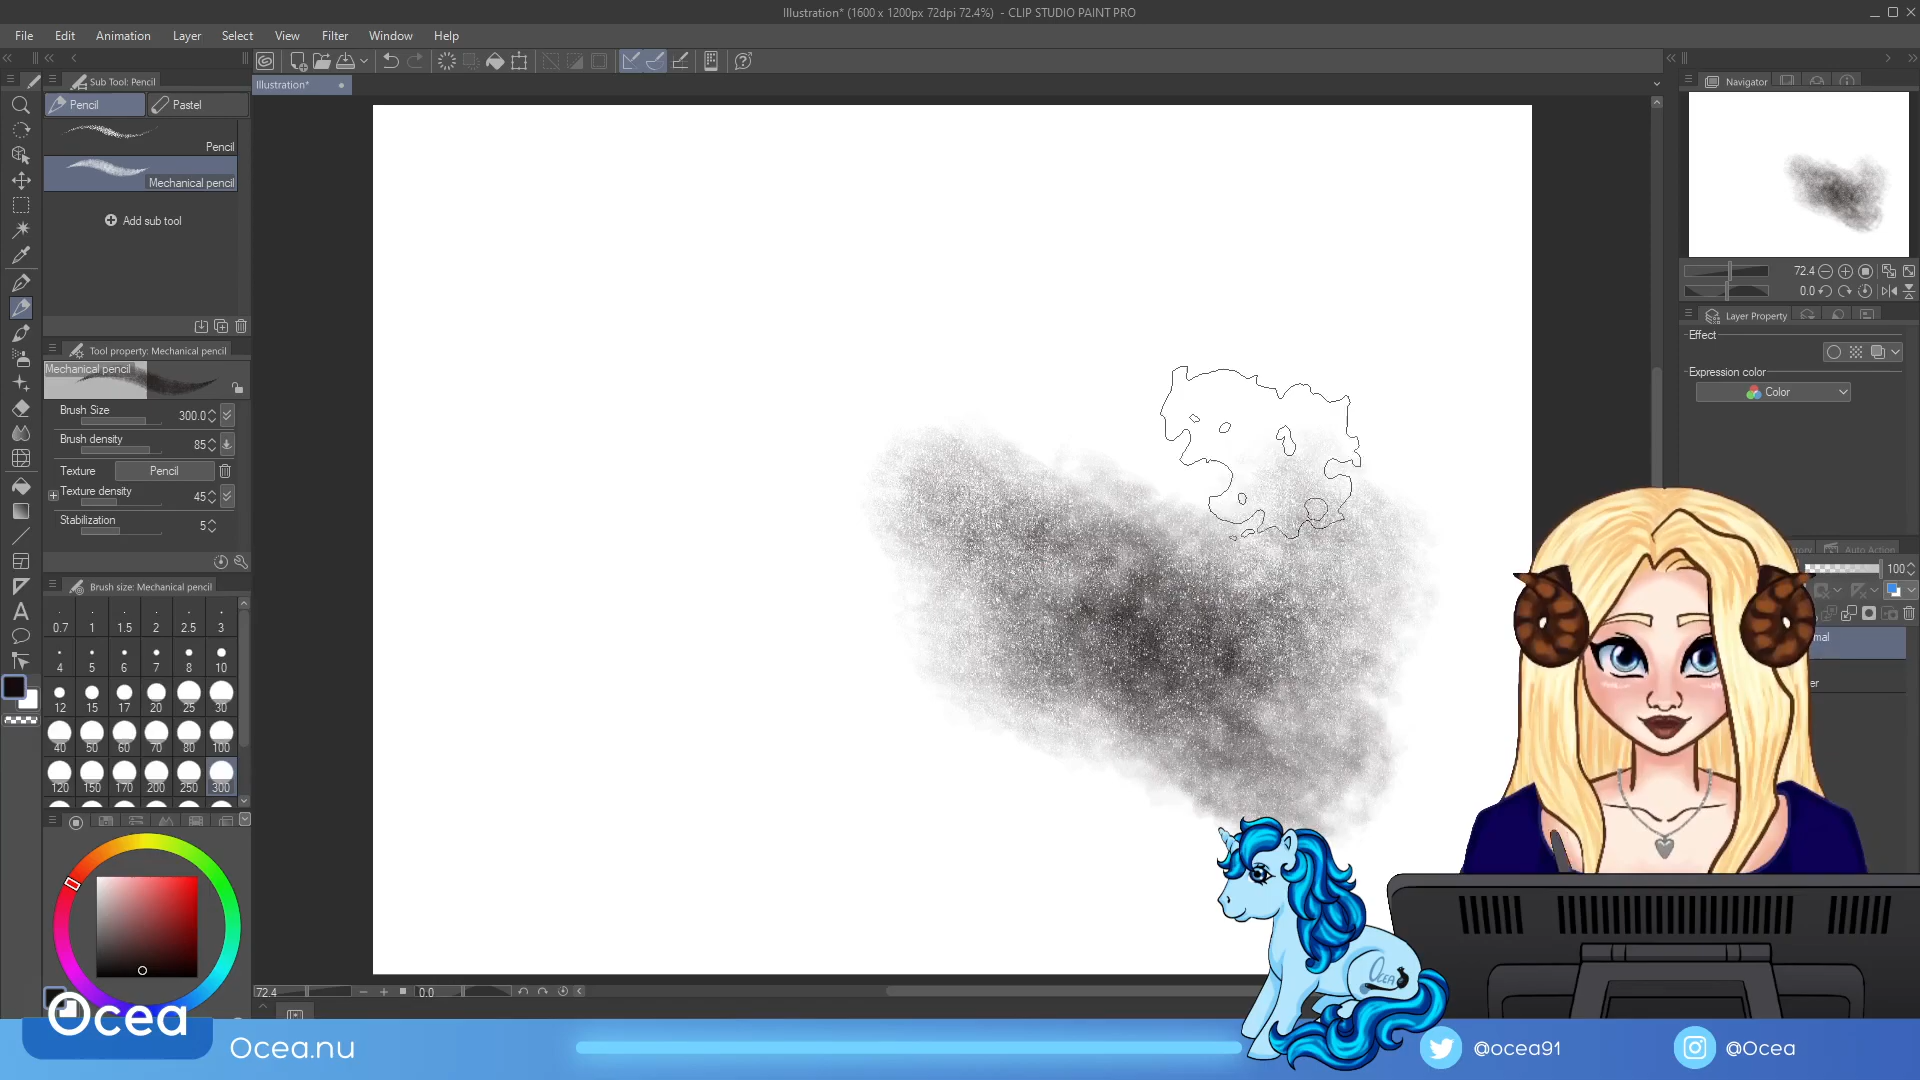 Illustration* (1600 x 1200px 72dpi 72.4%) - CLIP STUDIO PAINT PRO
File Edit Animation Layer Select View Filter Window Help
Sub Tool: Pencil
Illustration*
Navigator
Pencil Pastel
Pencil
Mechanical pencil
Add sub tool
72.4
0.0
Layer Property
Effect
Expression color
Color
Tool property: Mechanical pencil
Mechanical pencil
Brush Size 300.0
Brush density 85
Texture Pencil
Texture density 45
Stabilization 5
Auto Action
100
Brush size: Mechanical pencil
0.7 1 1.5 2 2.5 3
4 5 6 7 8 10
12 15 17 20 25 30
40 50 60 70 80 100
120 150 170 200 250 300
72.4 0.0
Ocea
Ocea
Ocea.nu
@ocea91
@Ocea